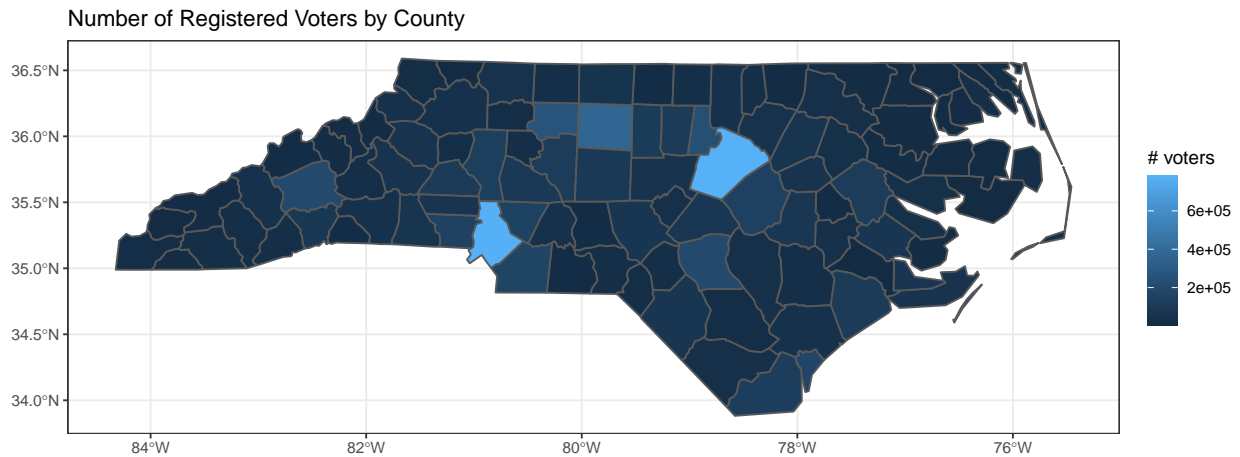 Number of Registered Voters by County
36.5°N
36.0°N
35.5°N
35.0°N
34.5°N
34.0°N
84°W 82°W 80°W 78°W 76°W
# voters
6e+05
4e+05
2e+05